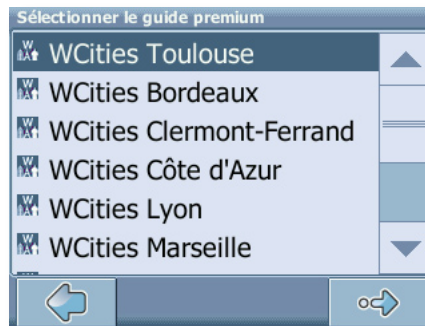 Sélectionner le guide premium
WCities Toulouse
WCities Bordeaux
WCities Clermont-Ferrand
WCities Côte d'Azur
WCities Lyon
WCities Marseille